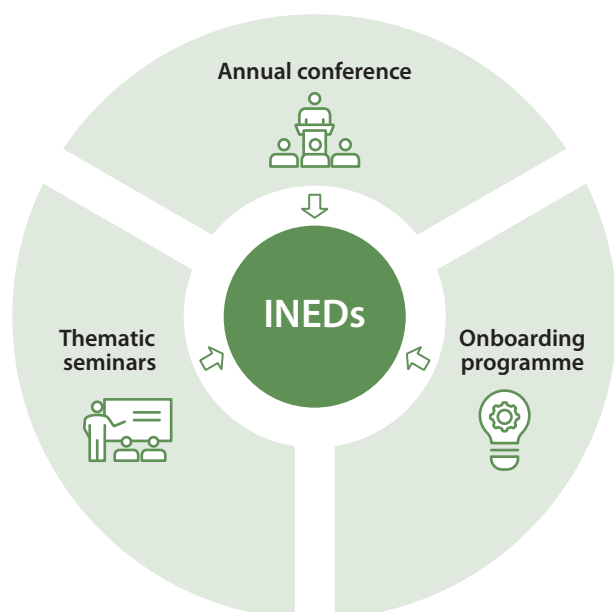 Annual conference
INEDs
Thematic
seminars
Onboarding
programme